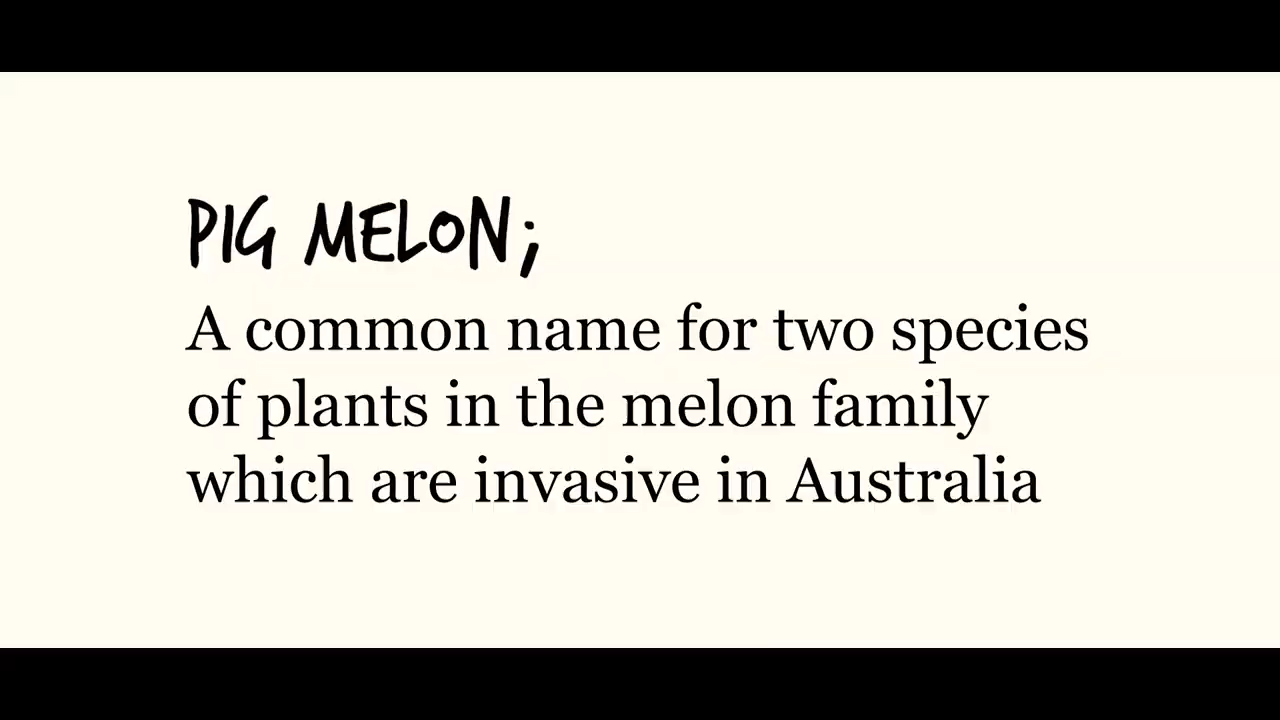 PIG MELON;
A common name for two species
of plants in the melon family
which are invasive in Australia